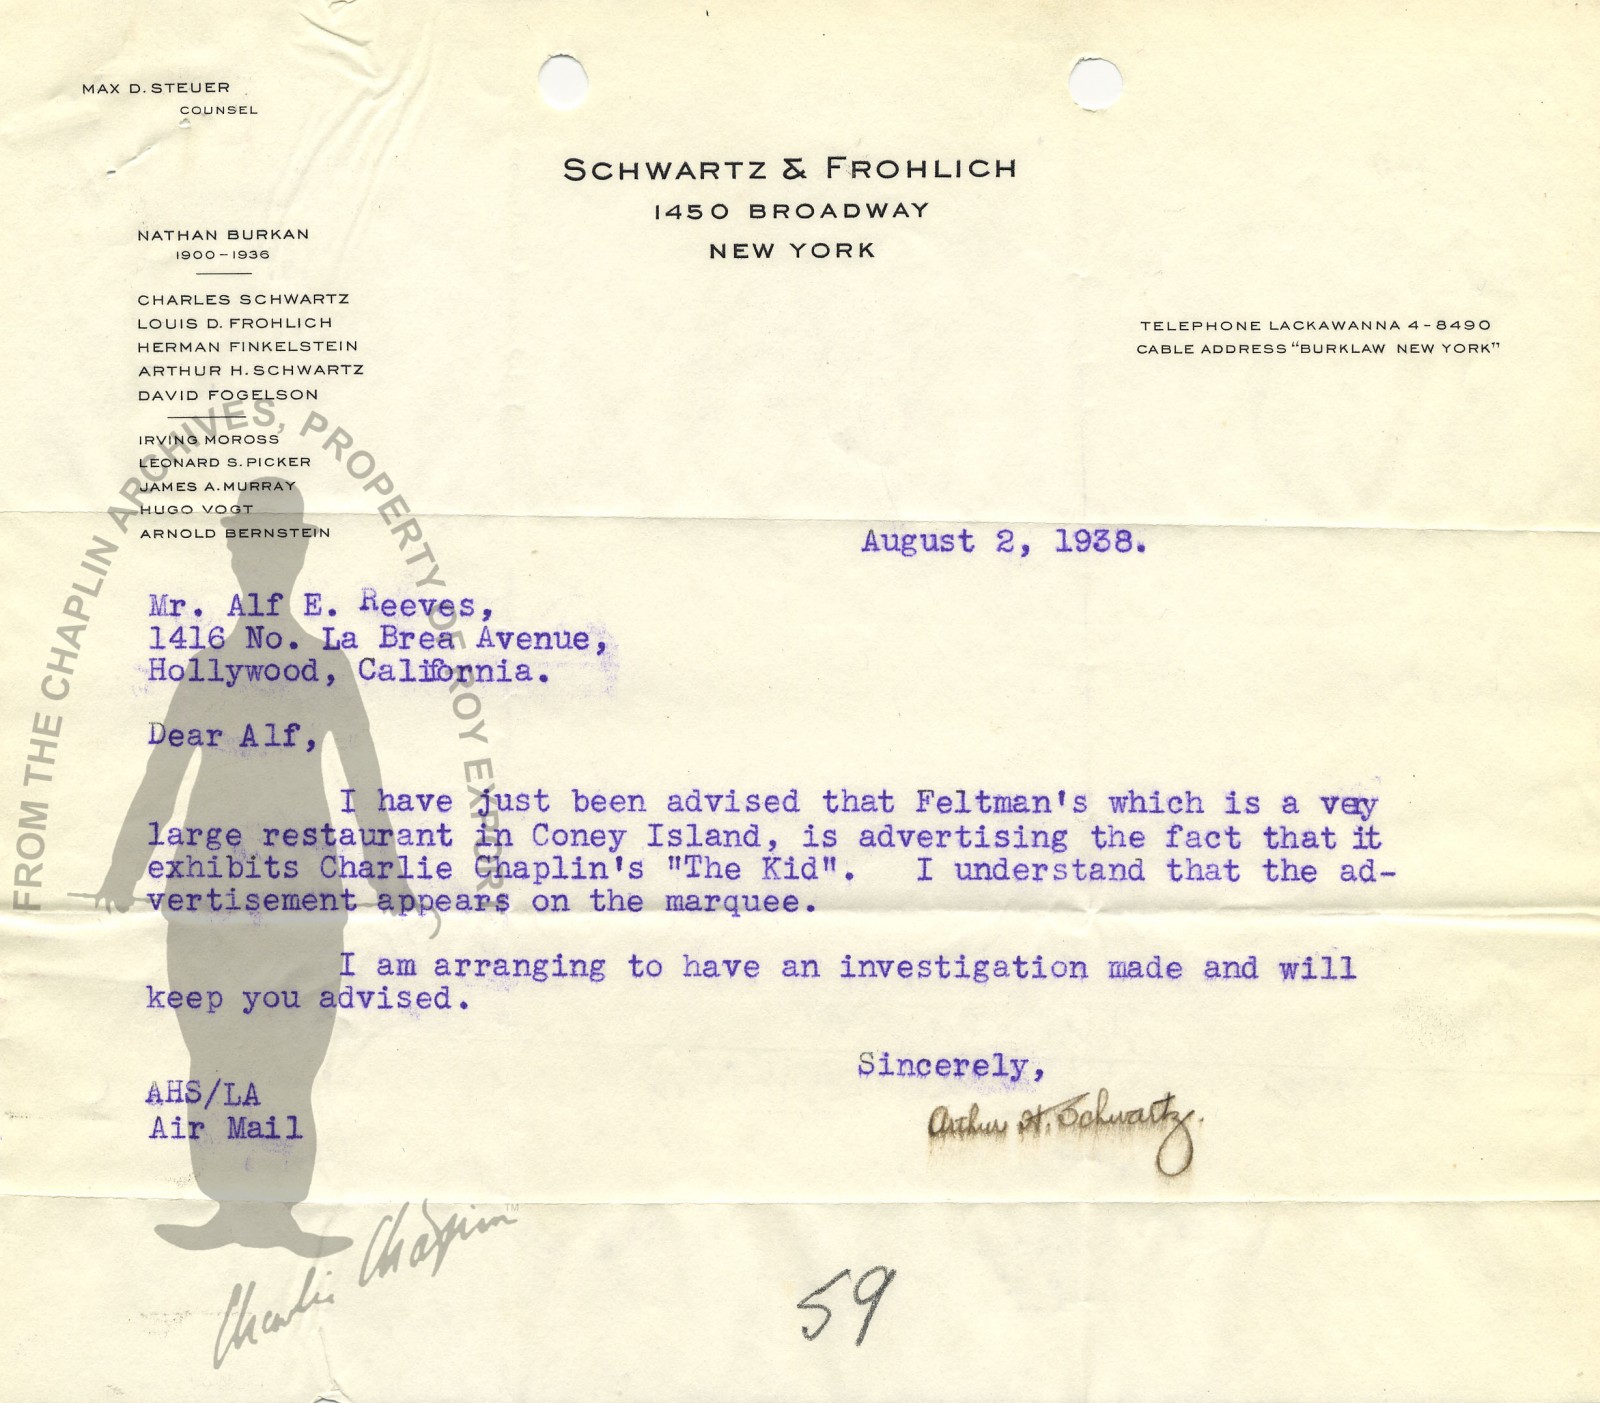 MAX D. STEUER
COUNSEL
SCHWARTZ & FROHLICH
1450 BROADWAY
NEW YORK
NATHAN BURKAN
1900-1936
CHARLES SCHWARTZ
LOUIS D. FROHLICH
HERMAN FINKELSTEIN
ARTHUR H. SCHWARTZ
DAVID FOGELSON
IRVING MOROSS
LEONARD S. PICKER
JAMES A. MURRAY
HUGO VOGT
ARNOLD BERNSTEIN
TELEPHONE LACKAWANNA 4-8490
CABLE ADDRESS "BURKLAW NEW YORK"
August 2, 1938.
Mr. Alf E. Reeves,
1416 No. La Brea Avenue,
Hollywood, California.
Dear Alf,
I have just been advised that Feltman's which is a very
large restaurant in Coney Island, is advertising the fact that it
exhibits Charlie Chaplin's "The Kid". I understand that the ad-
vertisement appears on the marquee.
I am arranging to have an investigation made and will
keep you advised.
Sincerely,
Arthur H. Schwartz.
AHS/LA
Air Mail
59
FROM THE CHAPLIN ARCHIVES, PROPERTY OF ROY EXPORT
Charlie Chaplin™